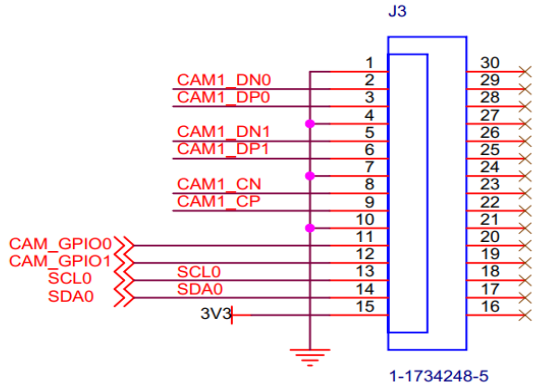 J3
1 30
CAM1_DN0 2 29
CAM1_DP0 3 28
4 27
CAM1_DN1 5 26
CAM1_DP1 6 25
7 24
CAM1_CN 8 23
CAM1_CP 9 22
10 21
CAM_GPIO0 11 20
CAM_GPIO1 12 19
SCL0 SCL0 13 18
SDA0 SDA0 14 17
3V3 15 16
1-1734248-5